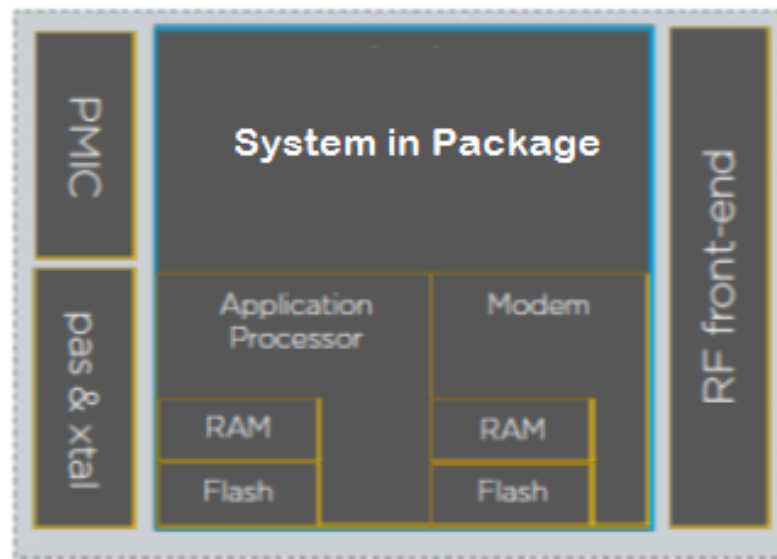 PMIC
pas & xtal
System in Package
Application
Processor
RAM
Flash
Modem
RAM
Flash
RF front-end